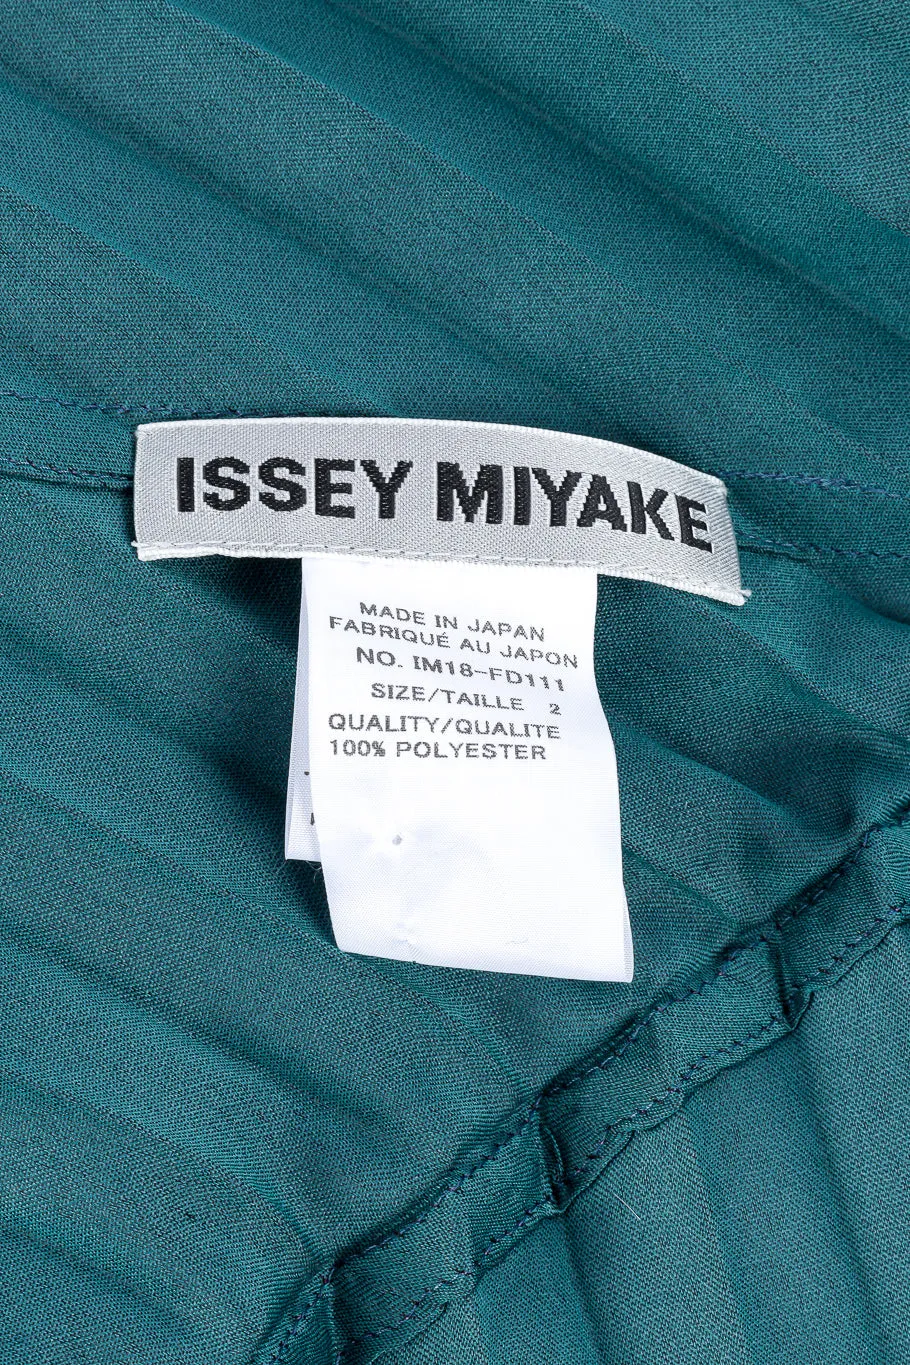 ISSEY MIYAKE
MADE IN JAPAN
FABRIQUÉ AU JAPON
NO. IM18-FD111
SIZE/TAILLE 2
QUALITY/QUALITE
100% POLYESTER